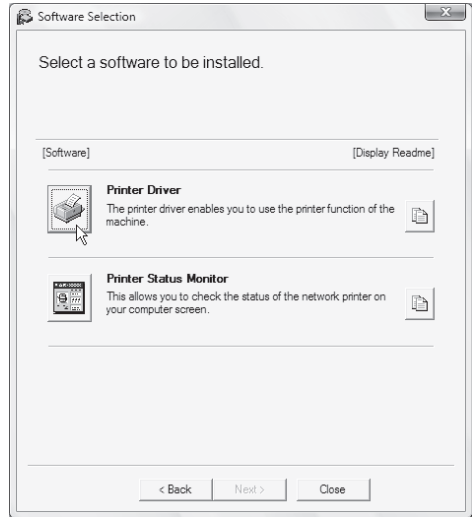 Software Selection
Select a software to be installed.
[Software] [Display Readme]
Printer Driver
The printer driver enables you to use the printer function of the
machine.
Printer Status Monitor
This allows you to check the status of the network printer on
your computer screen.
< Back Next > Close